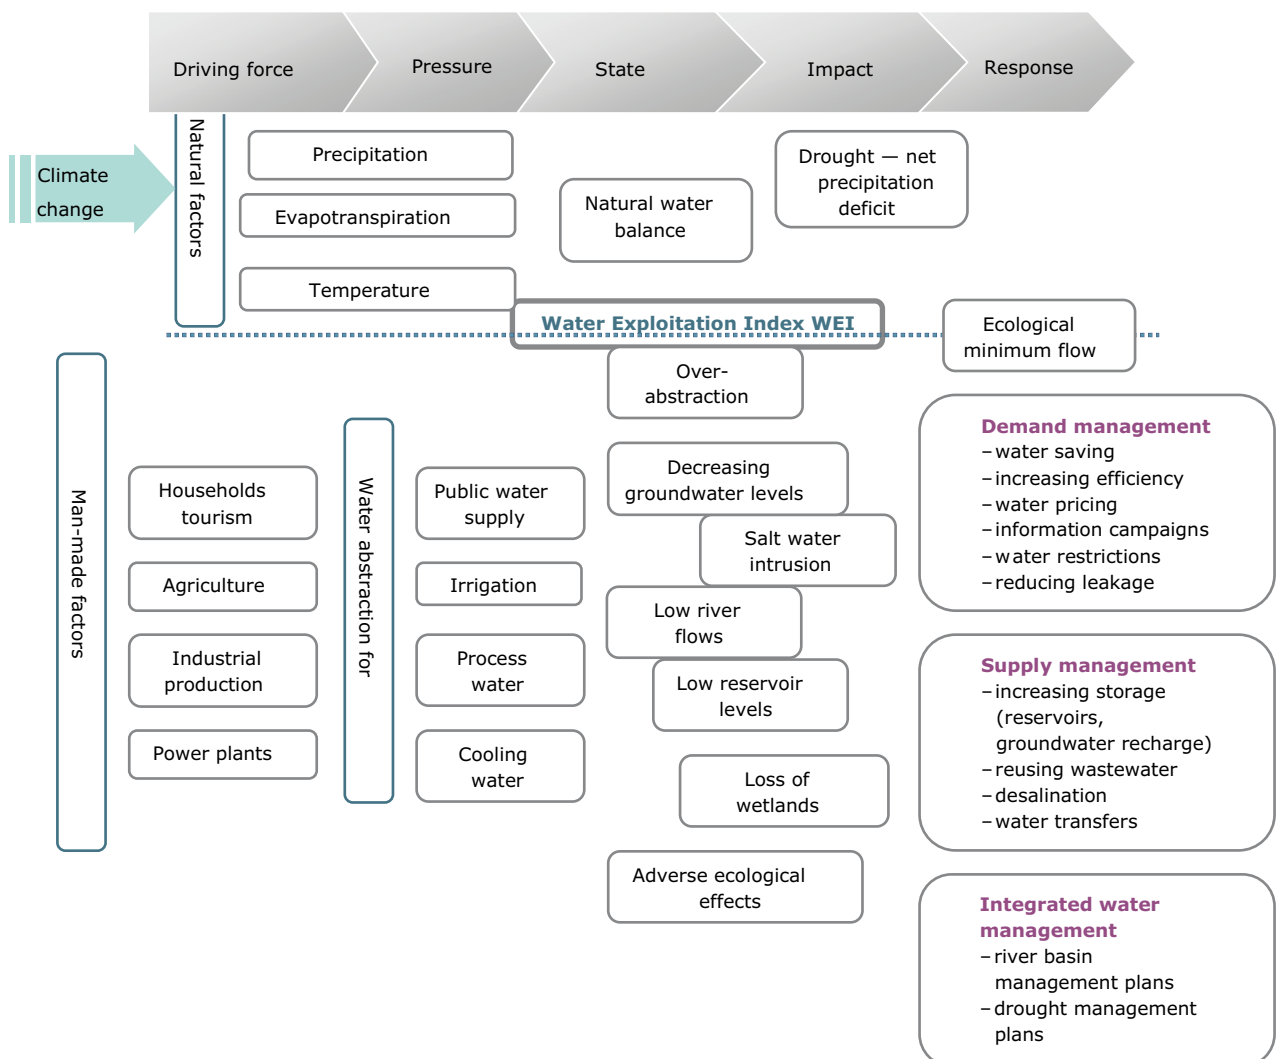 Driving force
Pressure
State
Impact
Response
Climate
change
Natural factors
Precipitation
Evapotranspiration
Temperature
Natural water
balance
Drought — net
precipitation
deficit
Water Exploitation Index WEI
Ecological
minimum flow
Man-made factors
Households
tourism
Agriculture
Industrial
production
Power plants
Water abstraction for
Public water
supply
Irrigation
Process
water
Cooling
water
Over-
abstraction
Decreasing
groundwater levels
Salt water
intrusion
Low river
flows
Low reservoir
levels
Loss of
wetlands
Adverse ecological
effects
Demand management
– water saving
– increasing efficiency
– water pricing
– information campaigns
– water restrictions
– reducing leakage
Supply management
– increasing storage
(reservoirs,
groundwater recharge)
– reusing wastewater
– desalination
– water transfers
Integrated water
management
– river basin
management plans
– drought management
plans